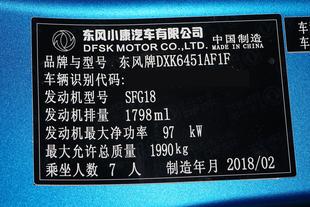 东风小康汽车有限公司
DFSK MOTOR CO.,LTD.
中国制造
品牌与型号 东风牌DXK6451AF1F
车辆识别代码:
发动机型号 SFG18
发动机排量 1798ml
发动机最大净功率 97 kW
最大允许总质量 1990kg
乘坐人数 7 人 制造年月 2018/02